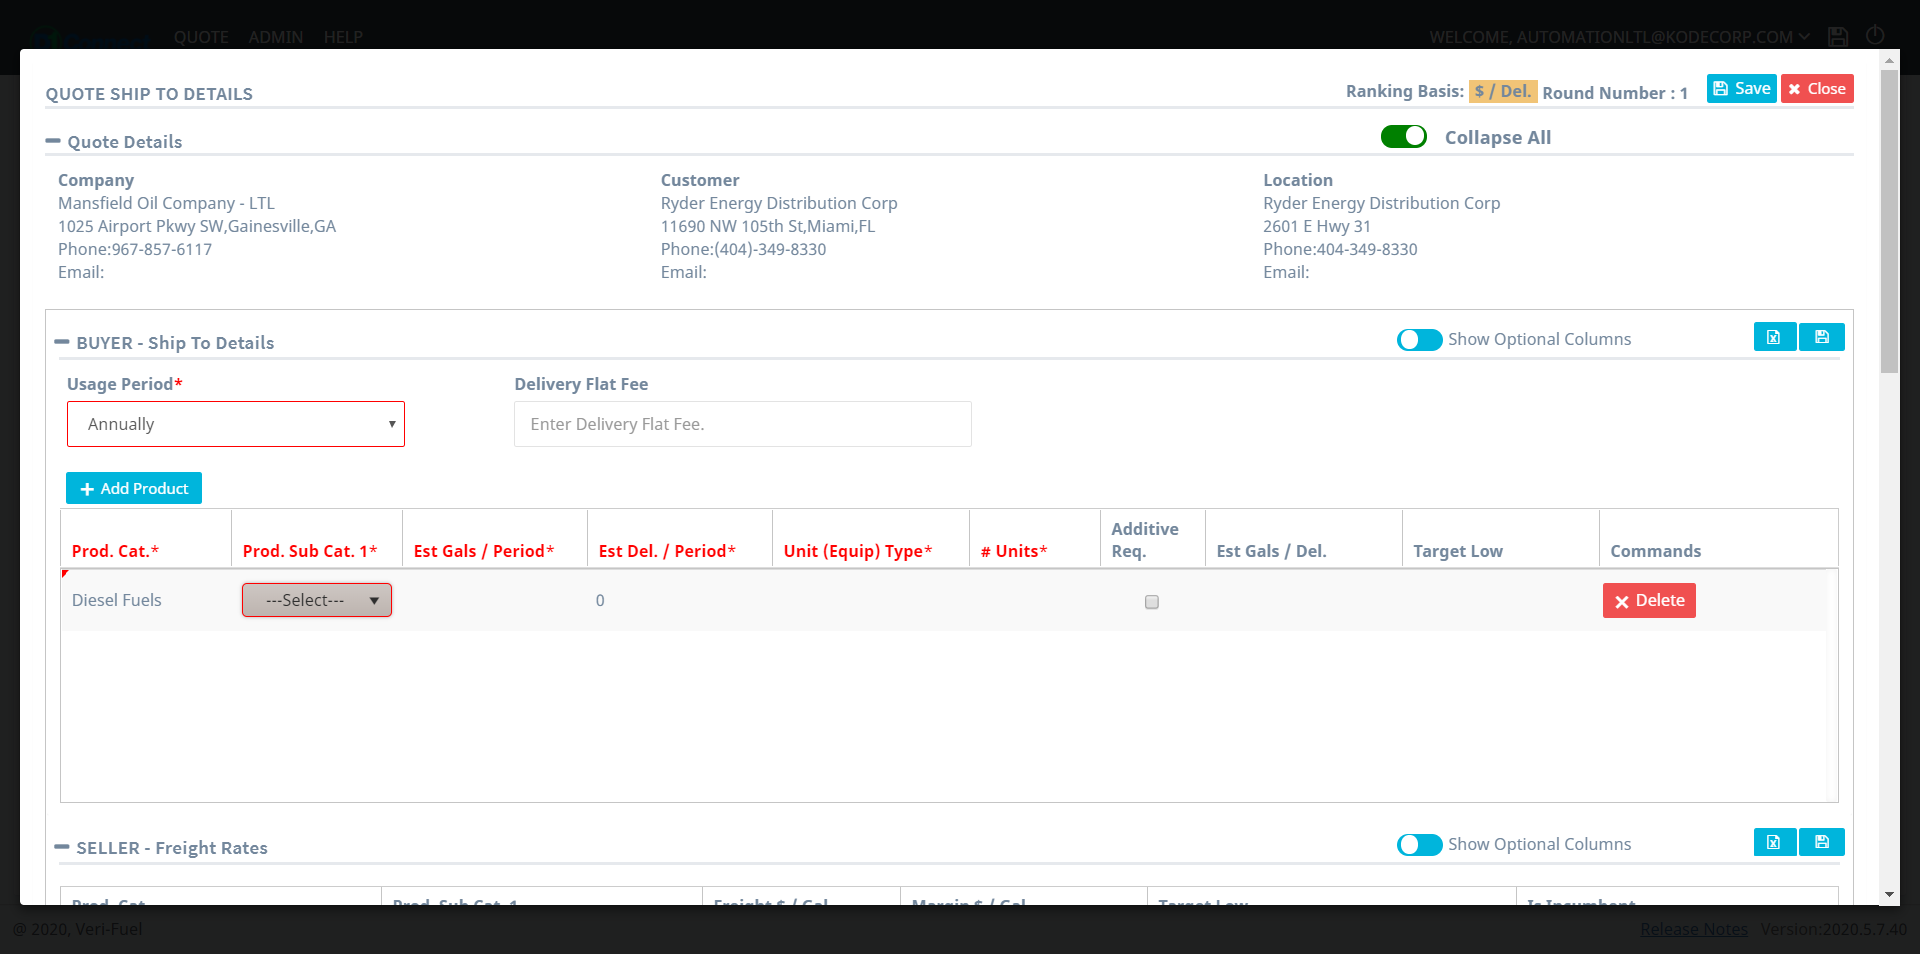 QUOTE ADMIN HELP
WELCOME, AUTOMATIONLTL@KODECORP.COM
QUOTE SHIP TO DETAILS
Ranking Basis: $ / Del. Round Number : 1
Save
Close
Quote Details
Collapse All
Company
Mansfield Oil Company - LTL
1025 Airport Pkwy SW,Gainesville,GA
Phone:967-857-6117
Email:
Customer
Ryder Energy Distribution Corp
11690 NW 105th St,Miami,FL
Phone:(404)-349-8330
Email:
Location
Ryder Energy Distribution Corp
2601 E Hwy 31
Phone:404-349-8330
Email:
BUYER - Ship To Details
Show Optional Columns
Usage Period*
Annually
Delivery Flat Fee
Enter Delivery Flat Fee.
Add Product
Prod. Cat.*
Prod. Sub Cat. 1*
Est Gals / Period*
Est Del. / Period*
Unit (Equip) Type*
# Units*
Additive
Req.
Est Gals / Del.
Target Low
Commands
Diesel Fuels
---Select---
0
Delete
SELLER - Freight Rates
Show Optional Columns
Prod. Cat.
Prod. Sub Cat. 1
Freight $ / Gal
Margin $ / Gal
Target Low
Is Incumbent
@ 2020, Veri-Fuel
Release Notes Version:2020.5.7.40